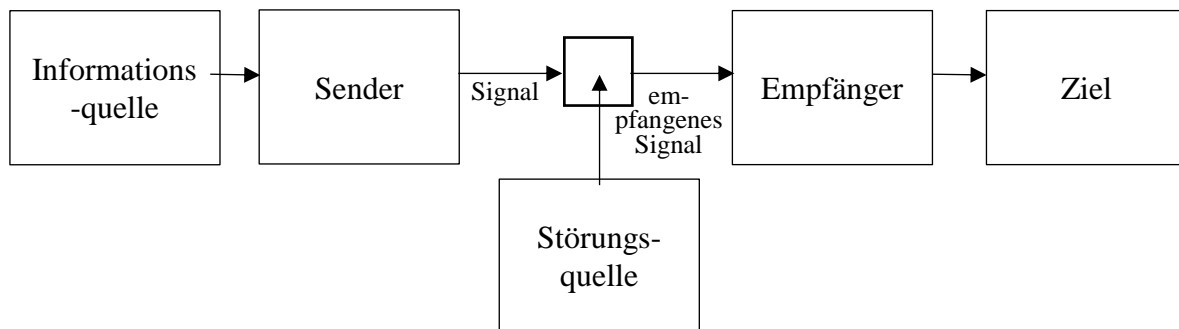 Informations
-quelle
Sender
Signal
em-
pfangenes
Signal
Empfänger
Ziel
Störungs-
quelle